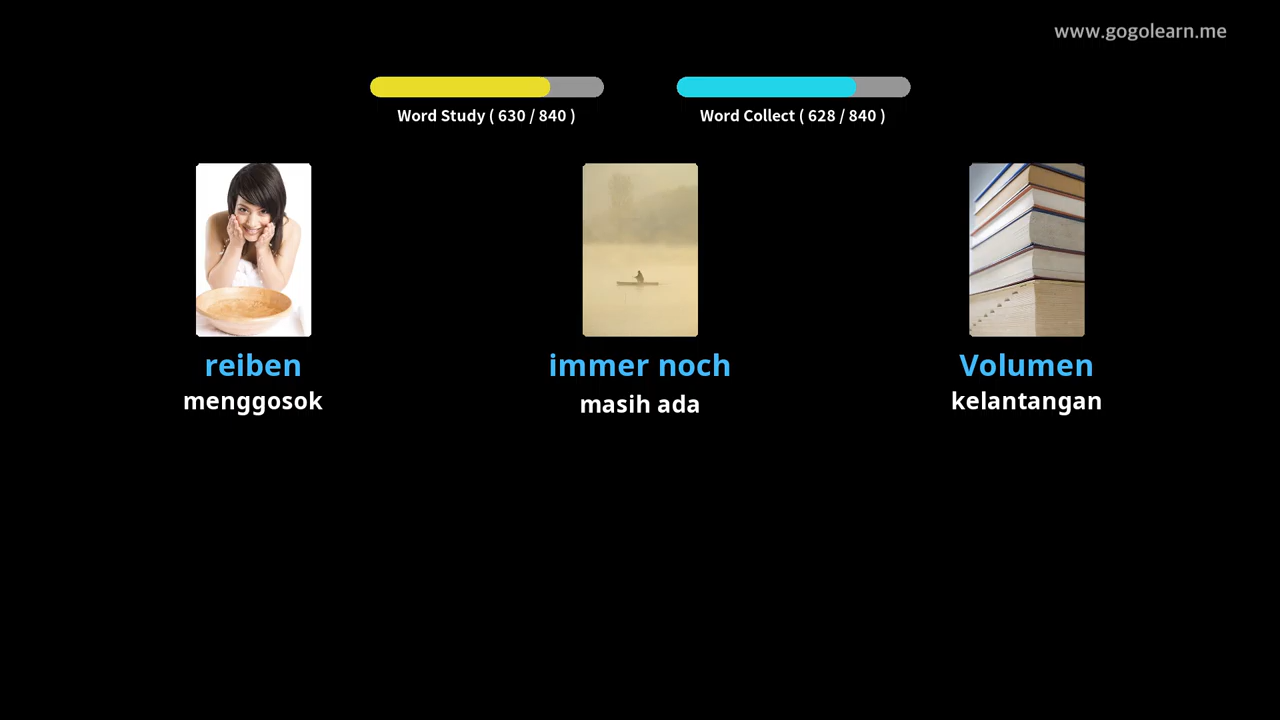 www.gogolearn.me
Word Study ( 630 / 840 )
Word Collect ( 628 / 840 )
reiben
menggosok
immer noch
masih ada
Volumen
kelantangan